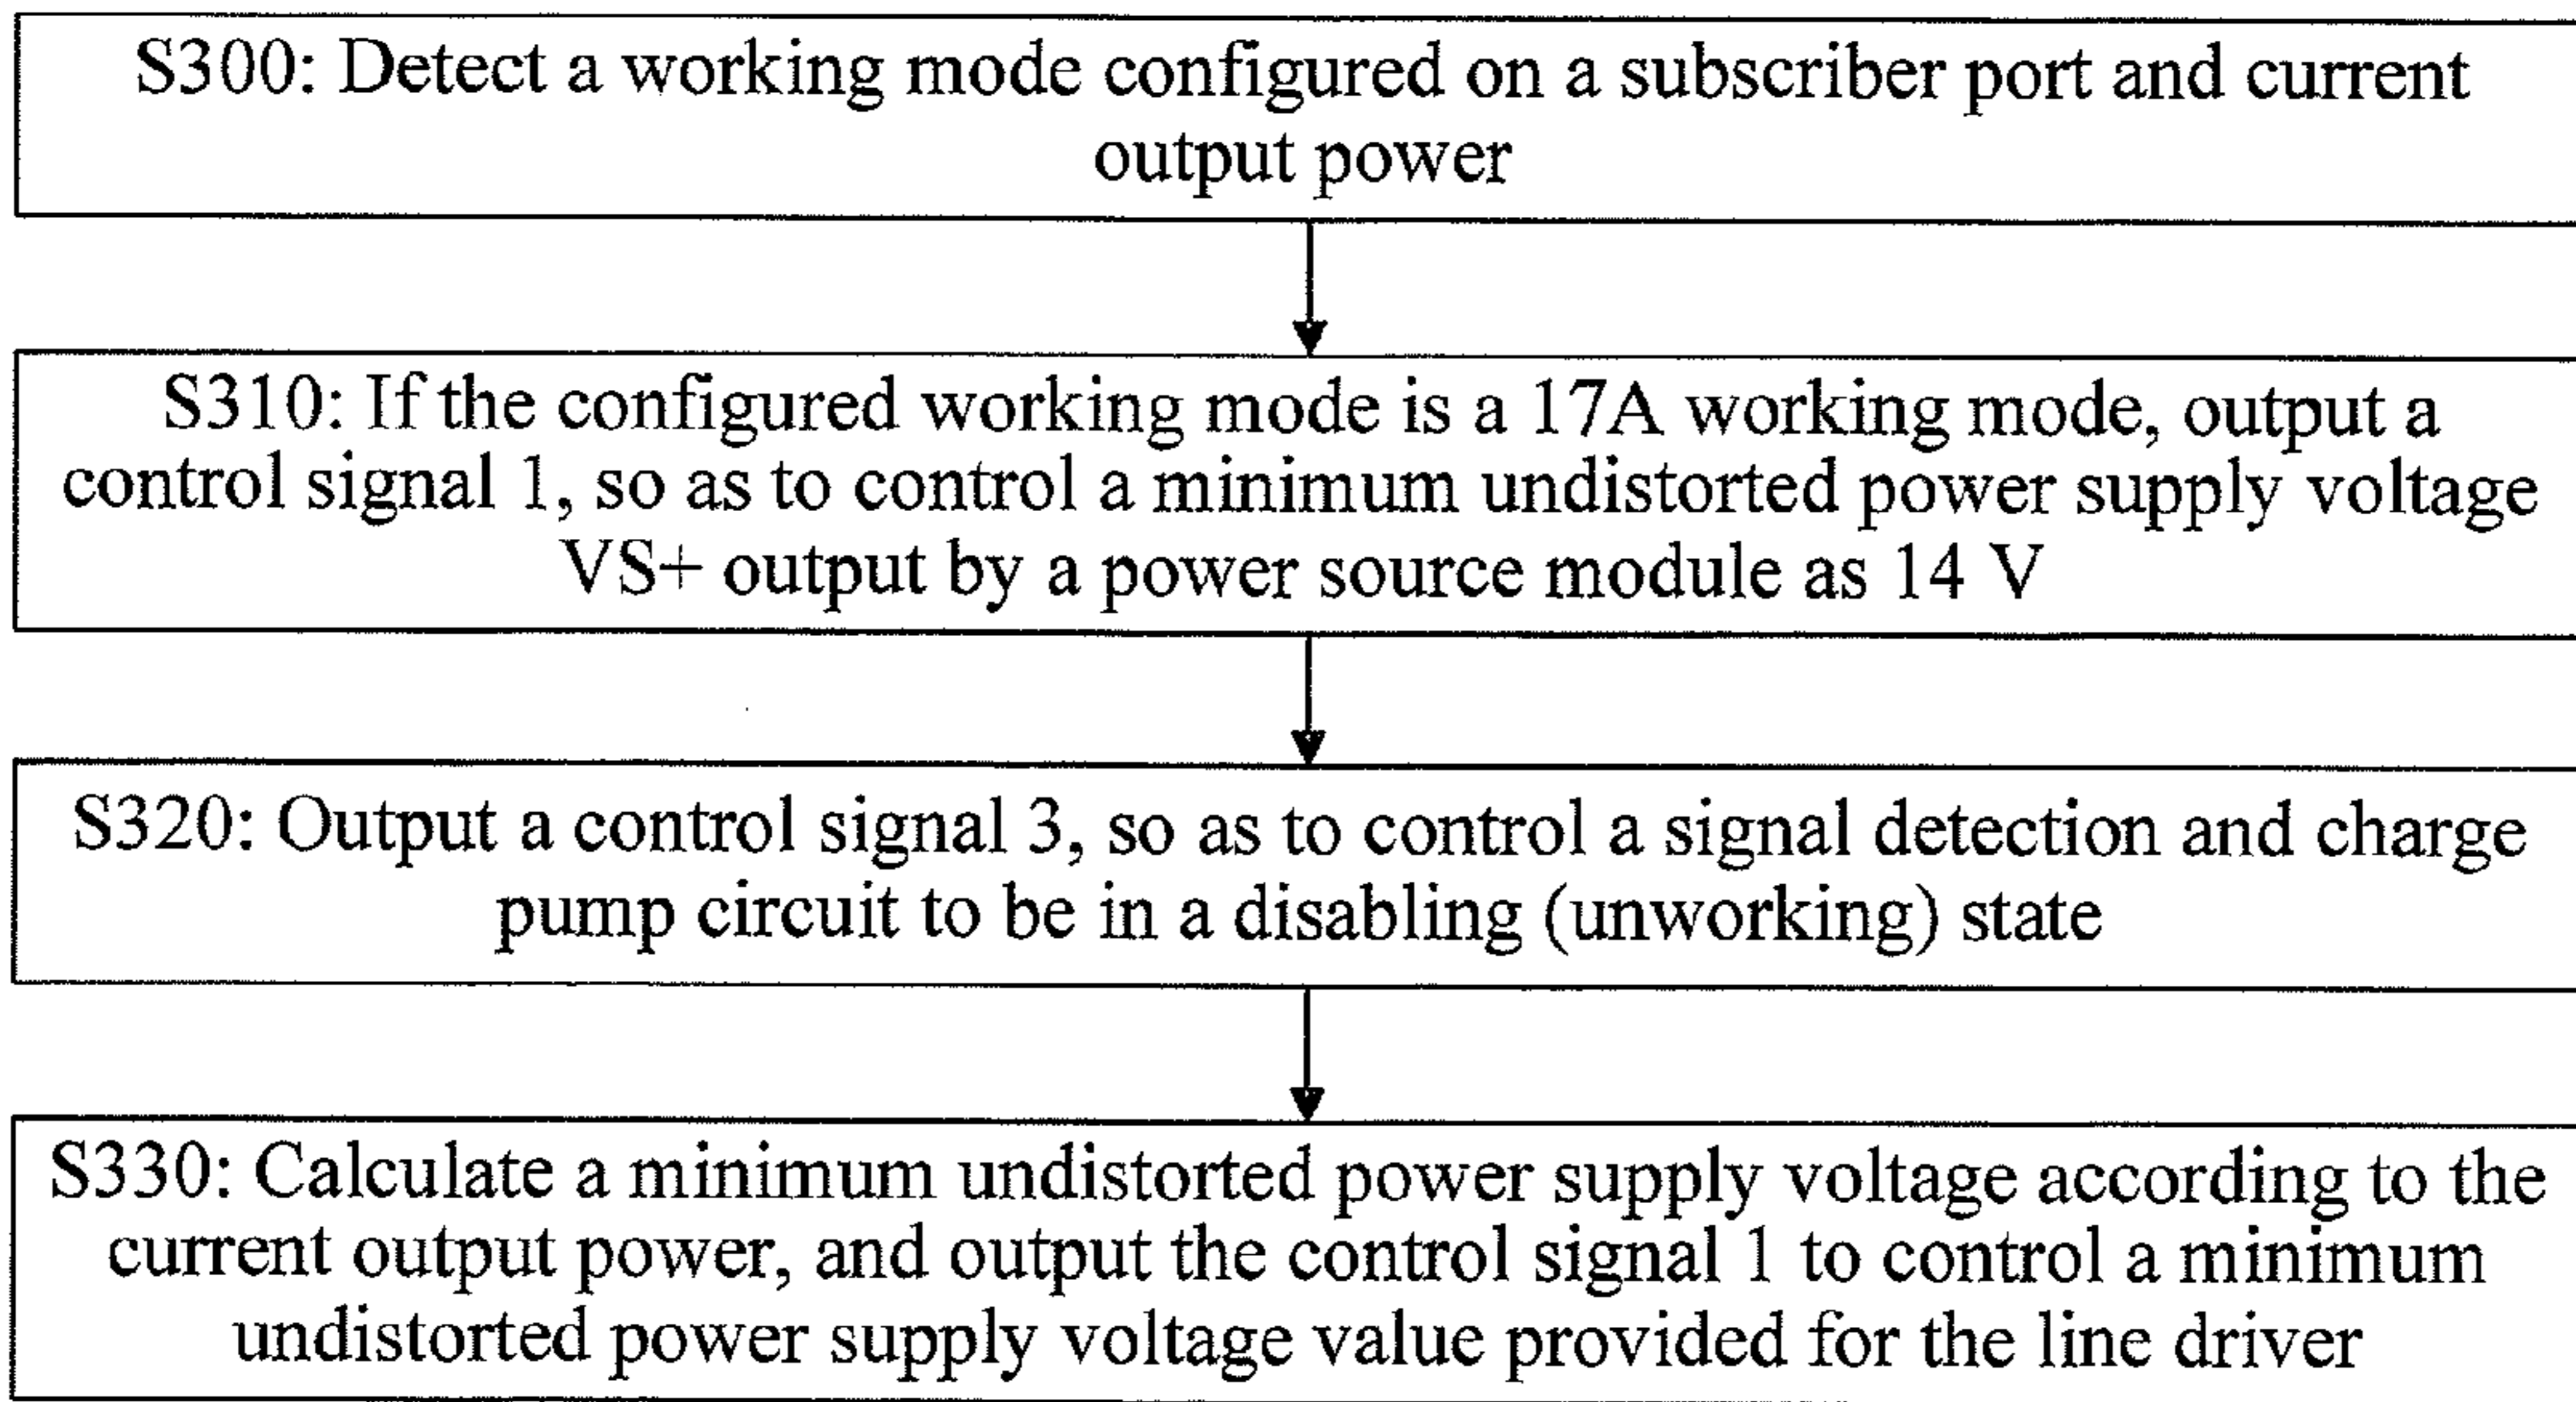 S300: Detect a working mode configured on a subscriber port and current
output power
S310: If the configured working mode is a 17A working mode, output a
control signal 1, so as to control a minimum undistorted power supply voltage
VS+ output by a power source module as 14 V
S320: Output a control signal 3, so as to control a signal detection and charge
pump circuit to be in a disabling (unworking) state
S330: Calculate a minimum undistorted power supply voltage according to the
current output power, and output the control signal 1 to control a minimum
undistorted power supply voltage value provided for the line driver